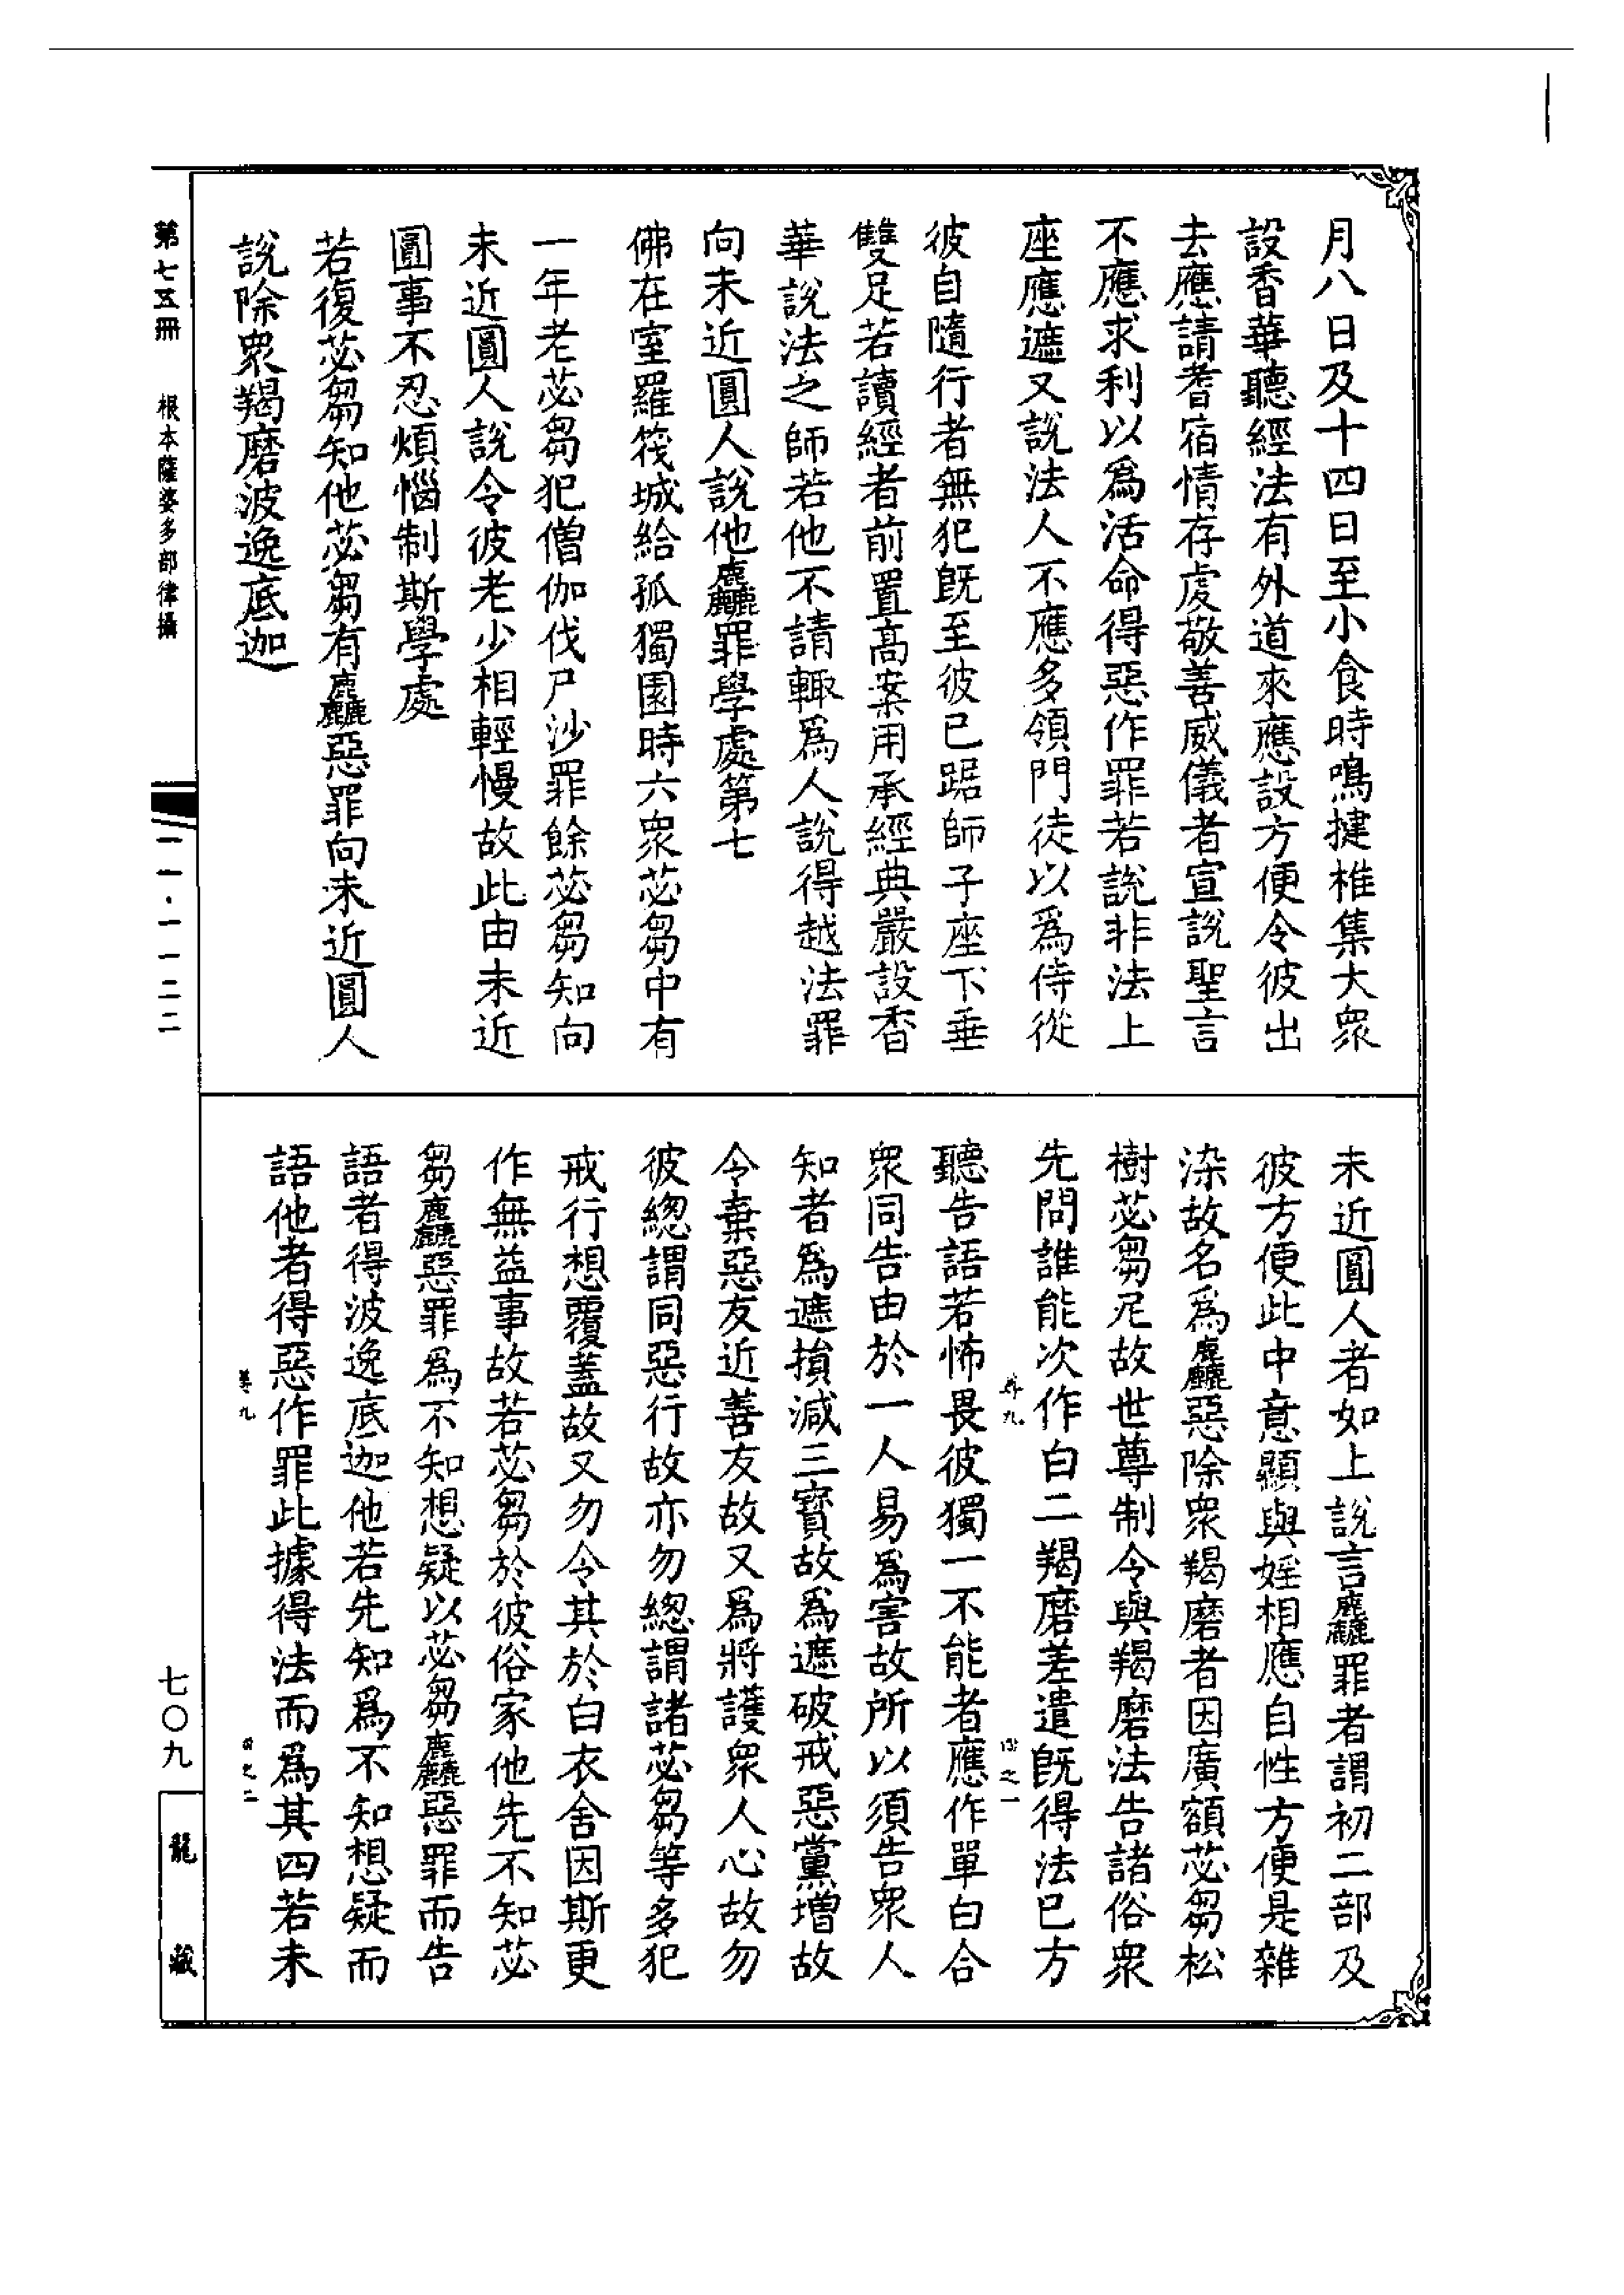 月八日及十四日至小食時鳴揵椎集大衆
設香華聽經法有外道來應設方便令彼出
去應請耆宿情存虔敬善威儀者宣說聖言
不應求利以爲活命得惡作罪若說非法上
座應遮又說法人不應多領門徒以爲侍從
彼自隨行者無犯旣至彼已踞師子座下垂
雙足若讀經者前置高案用承經典嚴設香
華說法之師若他不請輙爲人說得越法罪
向未近圓人說他麤罪學處第七
佛在室羅筏城給孤獨園時六衆苾芻中有
一年老苾芻犯僧伽伐尸沙罪餘苾芻知向
未近圓人說令彼老少相輕慢故此由未近
圓事不忍煩惱制斯學處
若復苾芻知他苾芻有麤惡罪向未近圓人
說除衆羯磨波逸底迦
未近圓人者如上說言麤罪者謂初二部及
彼方便此中意顯與婬相應自性方便是雜
染故名爲麤惡除衆羯磨者因廣額苾芻松
樹苾芻尼故世尊制令與羯磨法告諸俗衆
先問誰能次作白二羯磨差遣旣得法已方
聽告語若怖畏彼獨一不能者應作單白合
衆同告由於一人易爲害故所以須告衆人
知者爲遮損減三寶故爲遮破戒惡黨增故
令棄惡友近善友故又爲將護衆人心故勿
彼緫謂同惡行故亦勿緫謂諸苾芻等多犯
戒行想覆蓋故又勿令其於白衣舍因斯更
作無益事故若苾芻於彼俗家他先不知苾
芻麤惡罪爲不知想疑以苾芻麤惡罪而告
語者得波逸底迦他若先知爲不知想疑而
語他者得惡作罪此據得法而爲其四若未
第七五冊
根本薩婆多部律攝
一一·一一二二
七〇九
龍藏